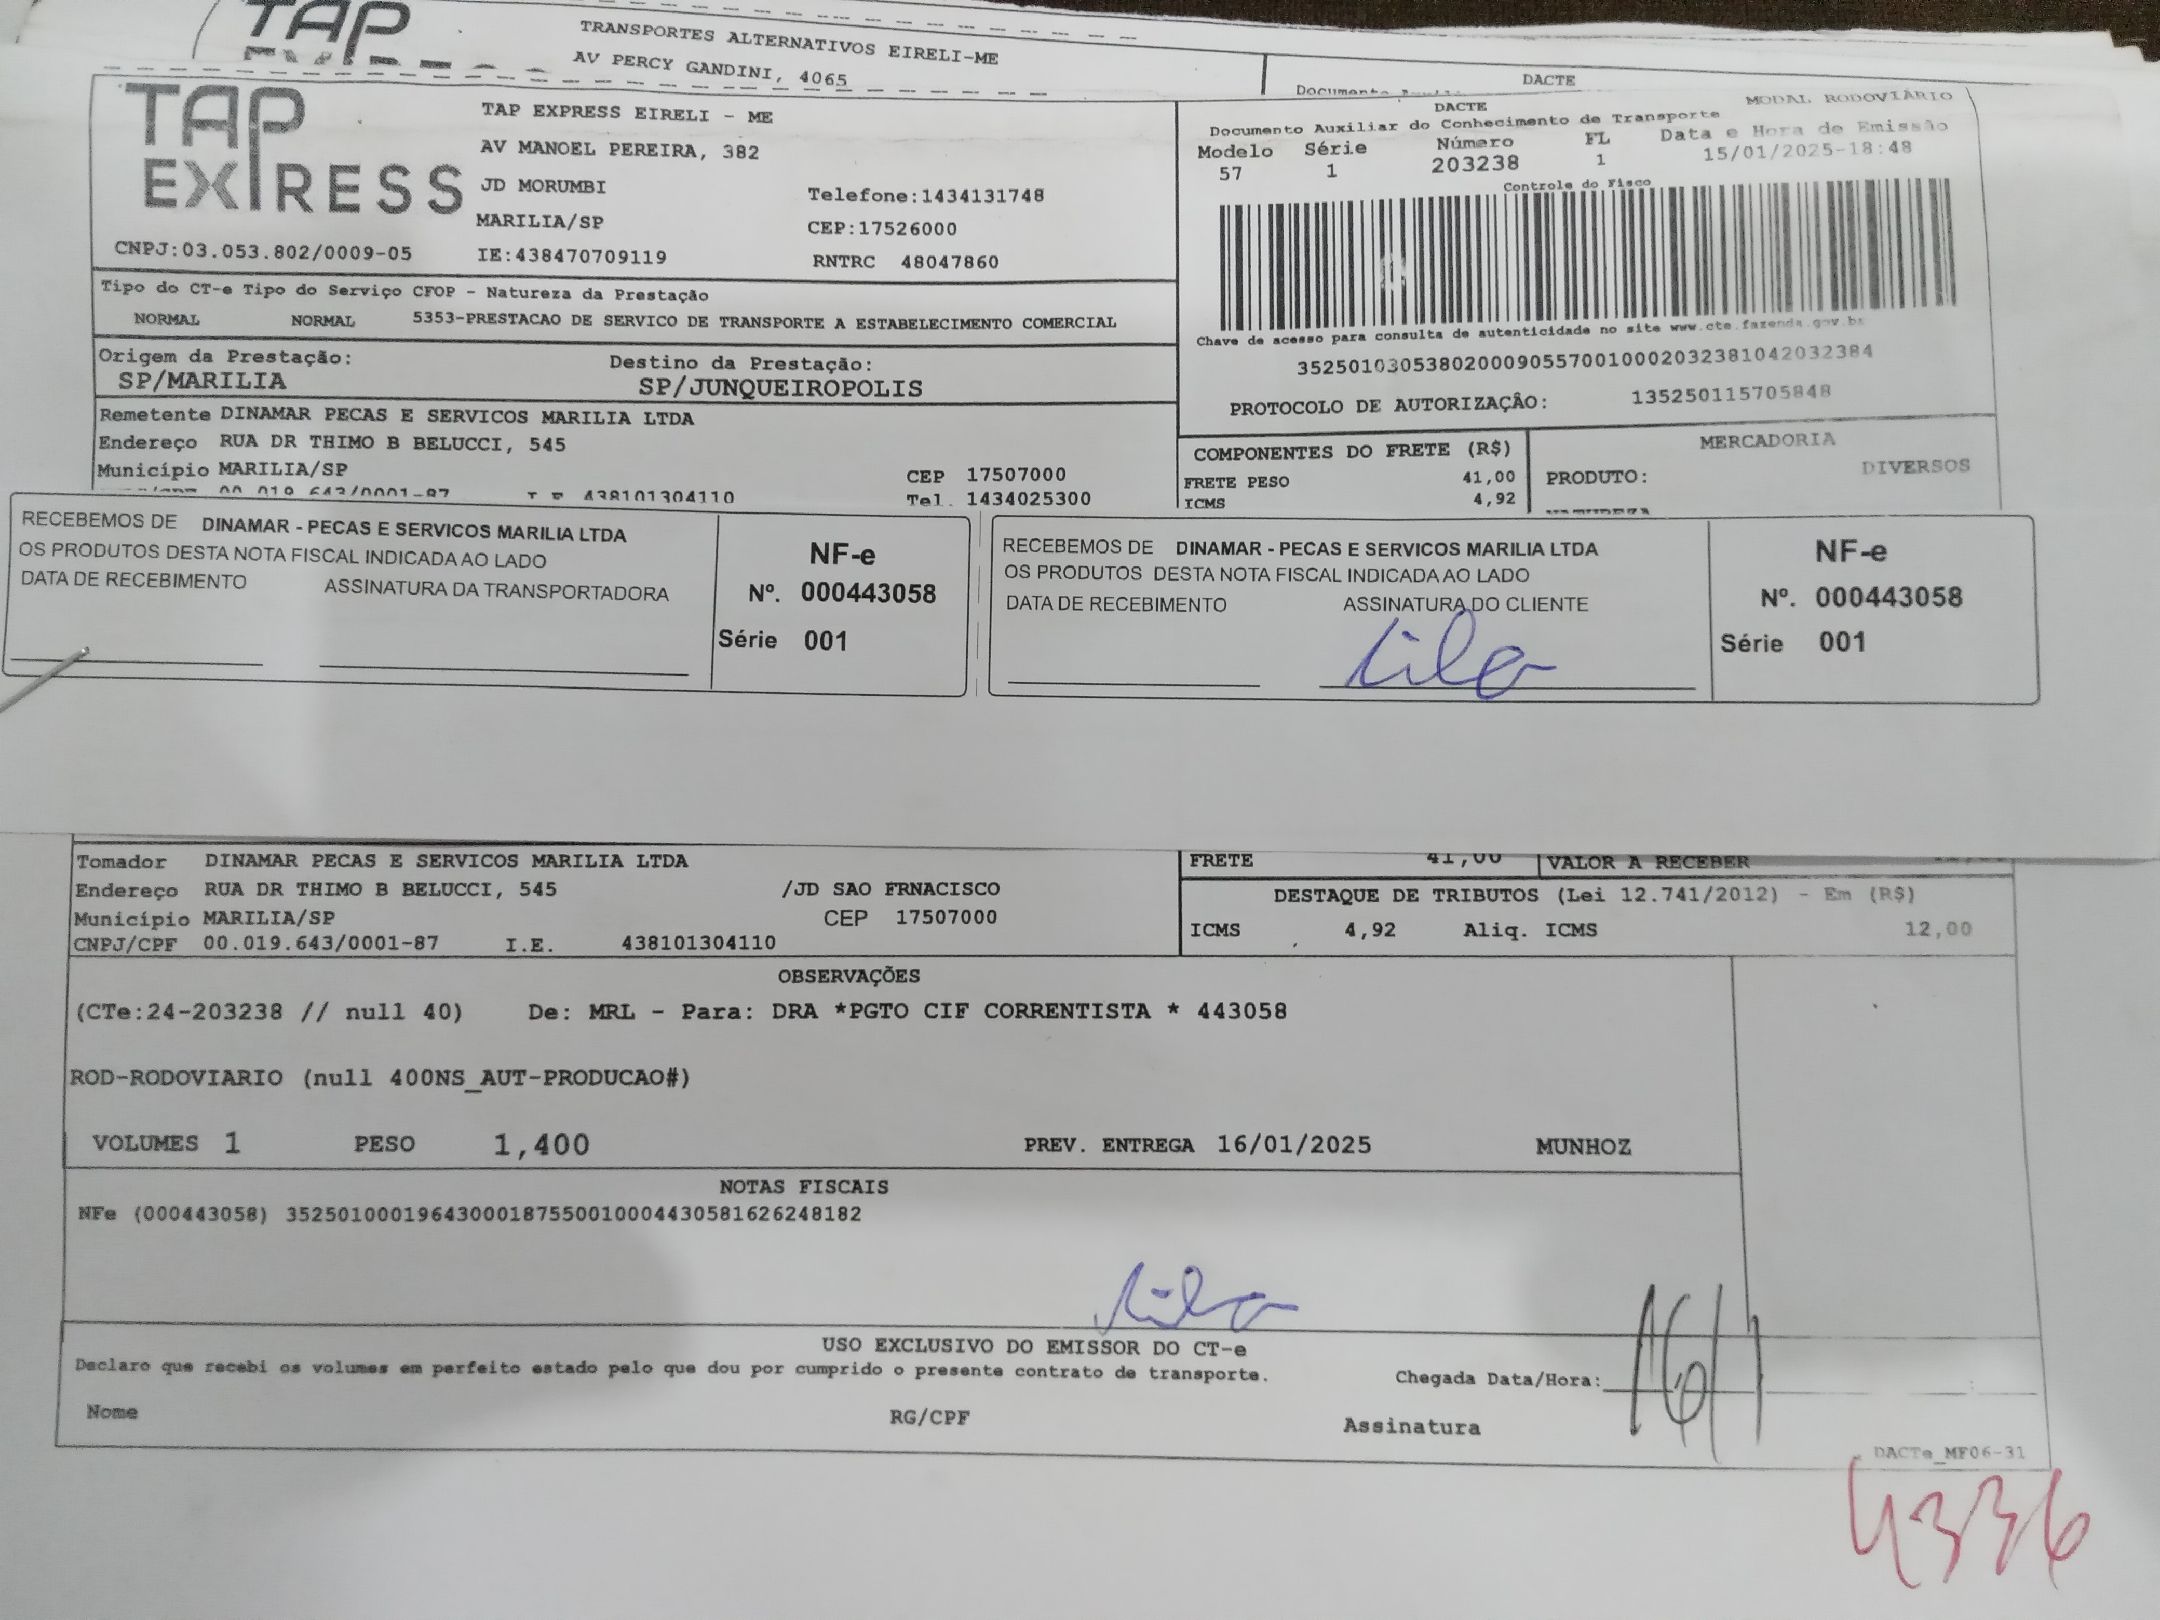 TAP
TRANSPORTES ALTERNATIVOS EIRELI-ME
AV PERCY GANDINI, 4065
DACTE
TAP EXPRESS
TAP EXPRESS EIRELI - ME
AV MANOEL PEREIRA, 382
JD MORUMBI
Telefone:1434131748
MARILIA/SP
CEP:17526000
CNPJ:03.053.802/0009-05
IE:438470709119
RNTRC 48047860
DACTE
MODAL RODOVIÁRIO
Documento Auxiliar do Conhecimento de Transporte
Modelo Série Número FL Data e Hora de Emissão
57 1 203238 1 15/01/2025-18:48
Controle do Fisco
Chave de acesso para consulta de autenticidade no site www.cte.fazenda.gov.br
35250103053802000905570010002032381042032384
PROTOCOLO DE AUTORIZAÇÃO: 135250115705848
Tipo do CT-e Tipo do Serviço CFOP - Natureza da Prestação
NORMAL NORMAL 5353-PRESTACAO DE SERVICO DE TRANSPORTE A ESTABELECIMENTO COMERCIAL
Origem da Prestação: Destino da Prestação:
SP/MARILIA SP/JUNQUEIROPOLIS
Remetente DINAMAR PECAS E SERVICOS MARILIA LTDA
Endereço RUA DR THIMO B BELUCCI, 545
Município MARILIA/SP CEP 17507000
00.019.643/0001-87 I.E 438101304110 Tel. 1434025300
COMPONENTES DO FRETE (R$)
FRETE PESO 41,00
ICMS 4,92
MERCADORIA
PRODUTO: DIVERSOS
RECEBEMOS DE DINAMAR - PECAS E SERVICOS MARILIA LTDA
OS PRODUTOS DESTA NOTA FISCAL INDICADA AO LADO
DATA DE RECEBIMENTO ASSINATURA DA TRANSPORTADORA
NF-e
Nº. 000443058
Série 001
RECEBEMOS DE DINAMAR - PECAS E SERVICOS MARILIA LTDA
OS PRODUTOS DESTA NOTA FISCAL INDICADA AO LADO
DATA DE RECEBIMENTO ASSINATURA DO CLIENTE
NF-e
Nº. 000443058
Série 001
Tomador DINAMAR PECAS E SERVICOS MARILIA LTDA
Endereço RUA DR THIMO B BELUCCI, 545 /JD SAO FRNACISCO
Município MARILIA/SP CEP 17507000
CNPJ/CPF 00.019.643/0001-87 I.E. 438101304110
FRETE 41,00 VALOR A RECEBER
DESTAQUE DE TRIBUTOS (Lei 12.741/2012) - Em (R$)
ICMS 4,92 Aliq. ICMS 12,00
OBSERVAÇÕES
(CTe:24-203238 // null 40) De: MRL - Para: DRA *PGTO CIF CORRENTISTA * 443058
ROD-RODOVIARIO (null 400NS_AUT-PRODUCAO#)
VOLUMES 1 PESO 1,400 PREV. ENTREGA 16/01/2025 MUNHOZ
NOTAS FISCAIS
NFe (000443058) 35250100019643000187550010004430581626248182
USO EXCLUSIVO DO EMISSOR DO CT-e
Declaro que recebi os volumes em perfeito estado pelo que dou por cumprido o presente contrato de transporte.
Chegada Data/Hora: 16/1
Nome RG/CPF Assinatura
DACTe_MF06-31
4336